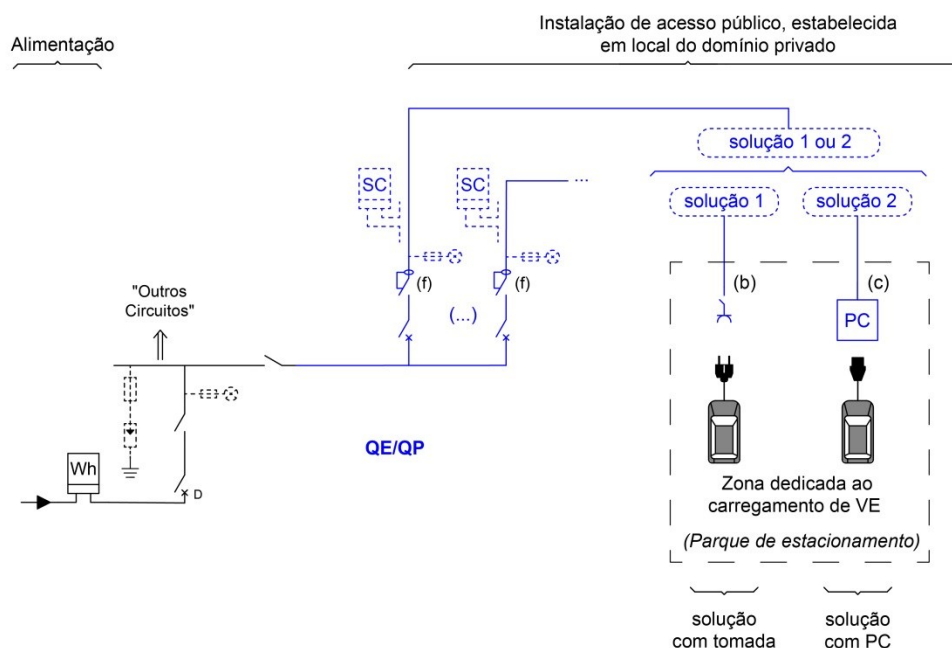 Alimentação
Instalação de acesso público, estabelecida
em local do domínio privado
solução 1 ou 2
SC
SC
...
solução 1
solução 2
(f)
(f)
(b)
(c)
"Outros
Circuitos"
(...)
PC
QE/QP
Wh
D
Zona dedicada ao
carregamento de VE
(Parque de estacionamento)
solução
com tomada
solução
com PC